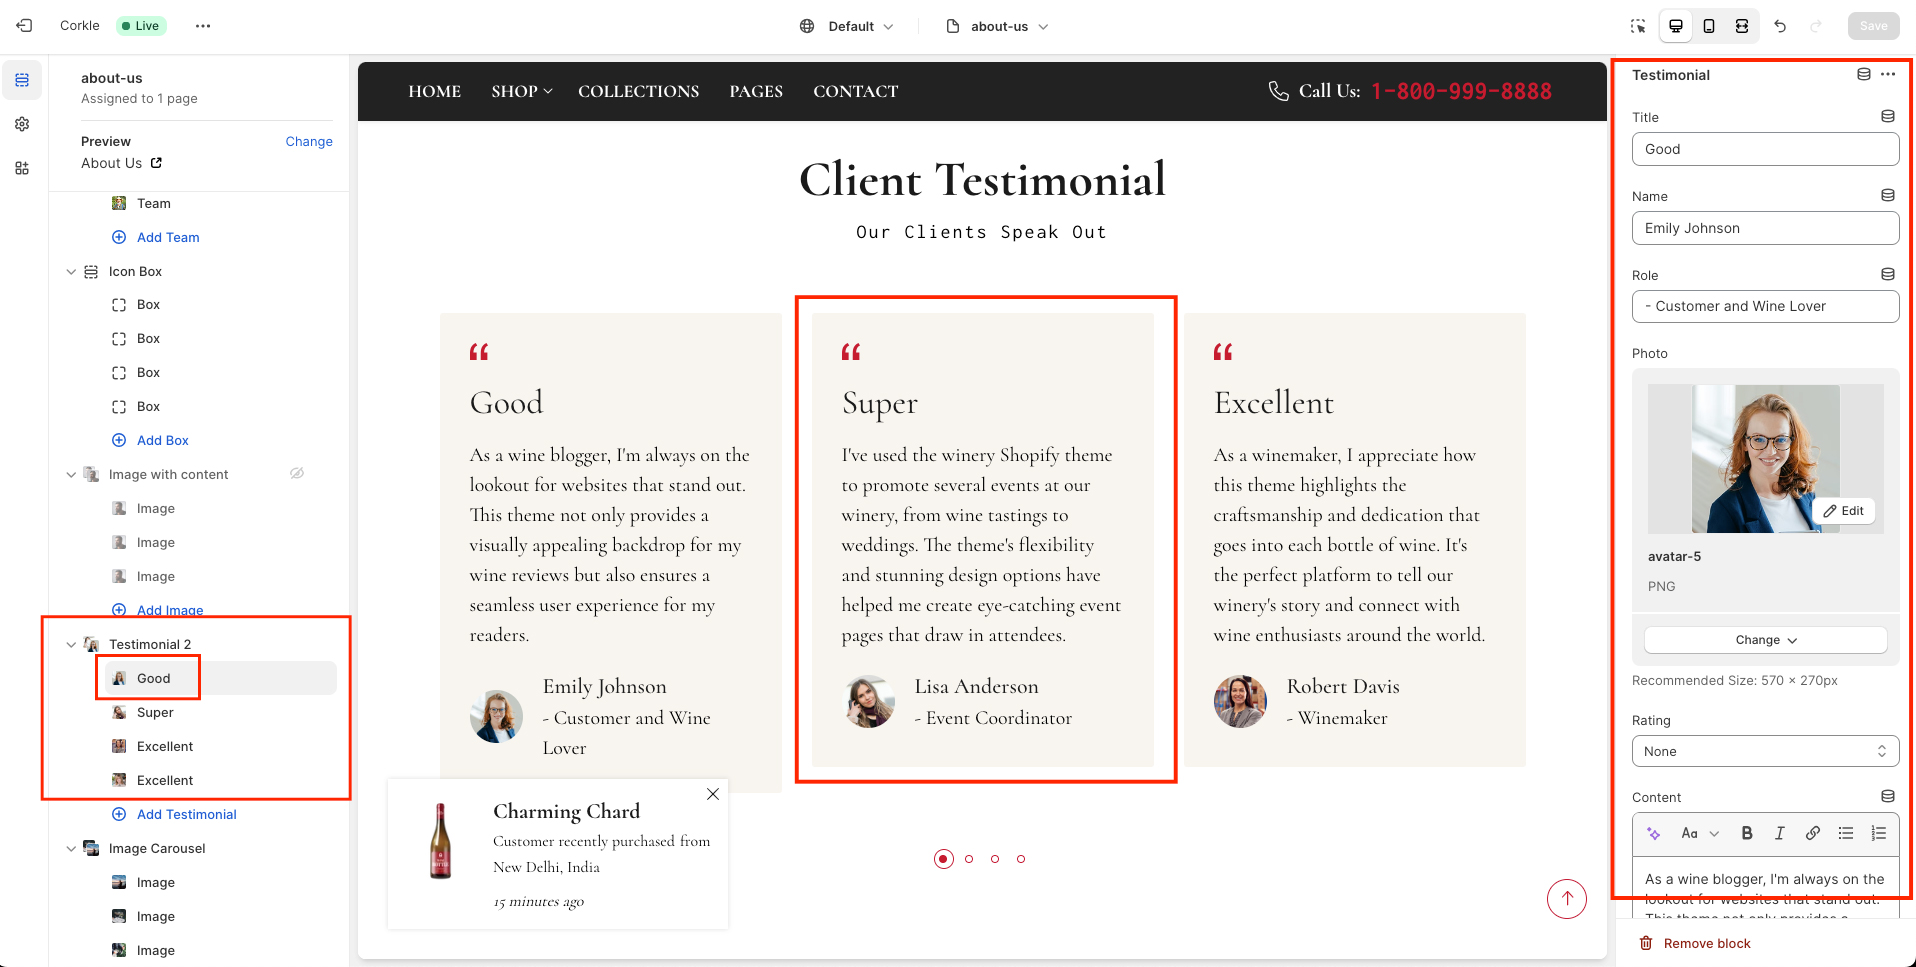 Corkle
Live
Default
about-us
Save
about-us
Assigned to 1 page
Preview
Change
About Us
Team
Add Team
Icon Box
Box
Box
Box
Box
Add Box
Image with content
Image
Image
Image
Add Image
Testimonial 2
Good
Super
Excellent
Excellent
Add Testimonial
Image Carousel
Image
Image
Image
HOME SHOP COLLECTIONS PAGES CONTACT
Call Us: 1-800-999-8888
Client Testimonial
Our Clients Speak Out
“
Good
As a wine blogger, I'm always on the
lookout for websites that stand out.
This theme not only provides a
visually appealing backdrop for my
wine reviews but also ensures a
seamless user experience for my
readers.
Emily Johnson
- Customer and Wine
Lover
“
Super
I've used the winery Shopify theme
to promote several events at our
winery, from wine tastings to
weddings. The theme's flexibility
and stunning design options have
helped me create eye-catching event
pages that draw in attendees.
Lisa Anderson
- Event Coordinator
“
Excellent
As a winemaker, I appreciate how
this theme highlights the
craftsmanship and dedication that
goes into each bottle of wine. It's
the perfect platform to tell our
winery's story and connect with
wine enthusiasts around the world.
Robert Davis
- Winemaker
Charming Chard
Customer recently purchased from
New Delhi, India
15 minutes ago
Testimonial
Title
Good
Name
Emily Johnson
Role
- Customer and Wine Lover
Photo
Edit
avatar-5
PNG
Change
Recommended Size: 570 × 270px
Rating
None
Content
Aa B I
As a wine blogger, I'm always on the
lookout for websites that stand out.
This theme not only provides a
Remove block